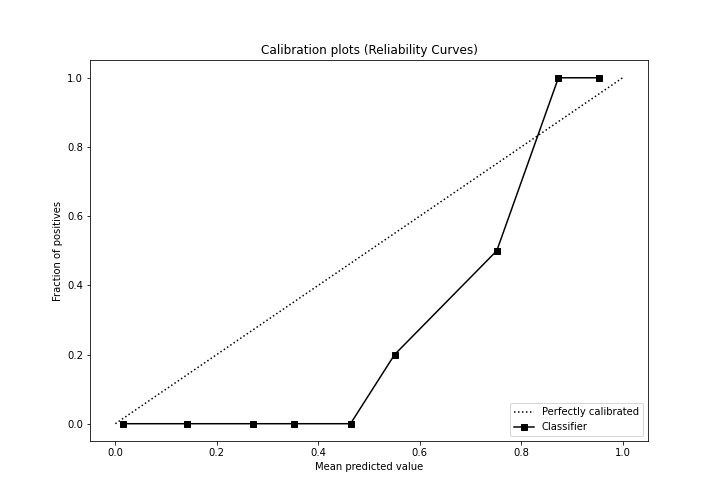 Calibration plots (Reliability Curves)
1.0
0.8
0.6
0.4
0.2
0.0
Fraction of positives
Perfectly calibrated
Classifier
0.0 0.2 0.4 0.6 0.8 1.0
Mean predicted value